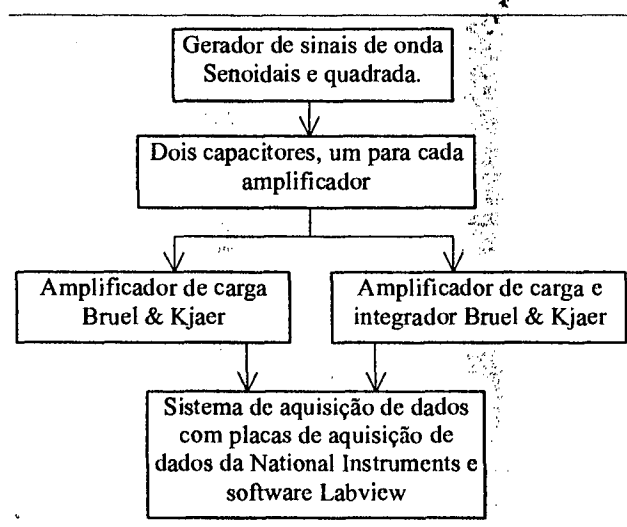 Gerador de sinais de onda
Senoidais e quadrada.
Dois capacitores, um para cada
amplificador
Amplificador de carga
Bruel & Kjaer
Amplificador de carga e
integrador Bruel & Kjaer
Sistema de aquisição de dados
com placas de aquisição de
dados da National Instruments e
software Labview